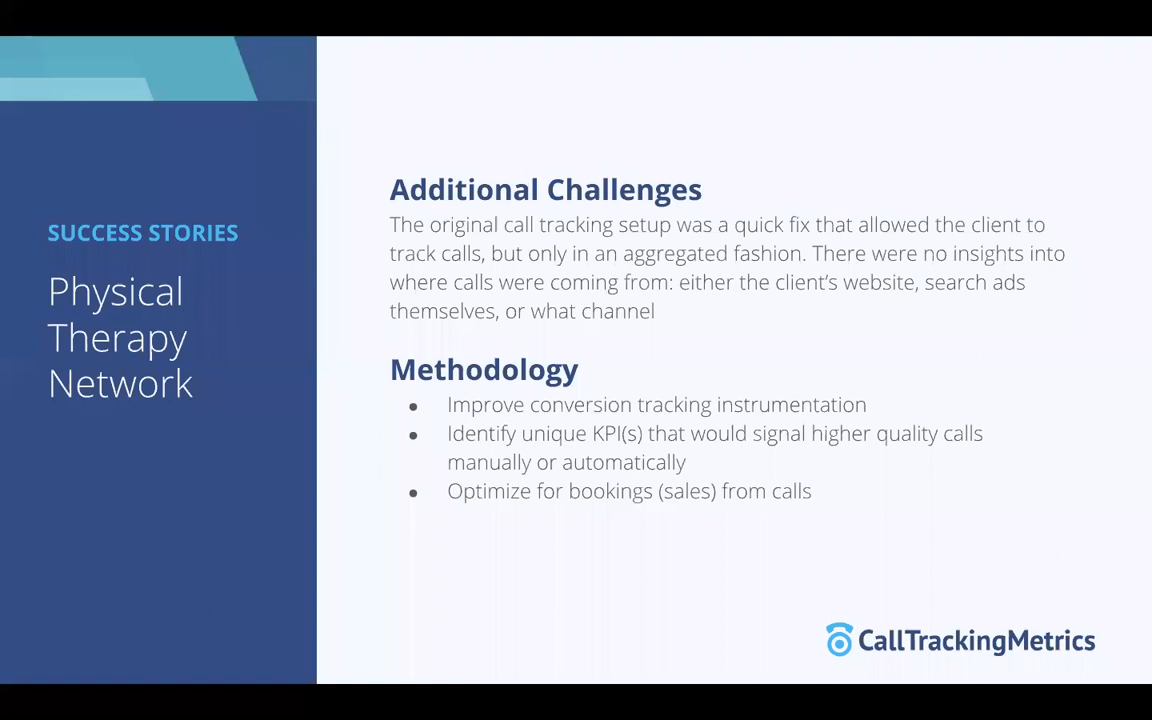 SUCCESS STORIES
Physical
Therapy
Network
Additional Challenges
The original call tracking setup was a quick fix that allowed the client to
track calls, but only in an aggregated fashion. There were no insights into
where calls were coming from: either the client’s website, search ads
themselves, or what channel
Methodology
● Improve conversion tracking instrumentation
● Identify unique KPI(s) that would signal higher quality calls
manually or automatically
● Optimize for bookings (sales) from calls
CallTrackingMetrics